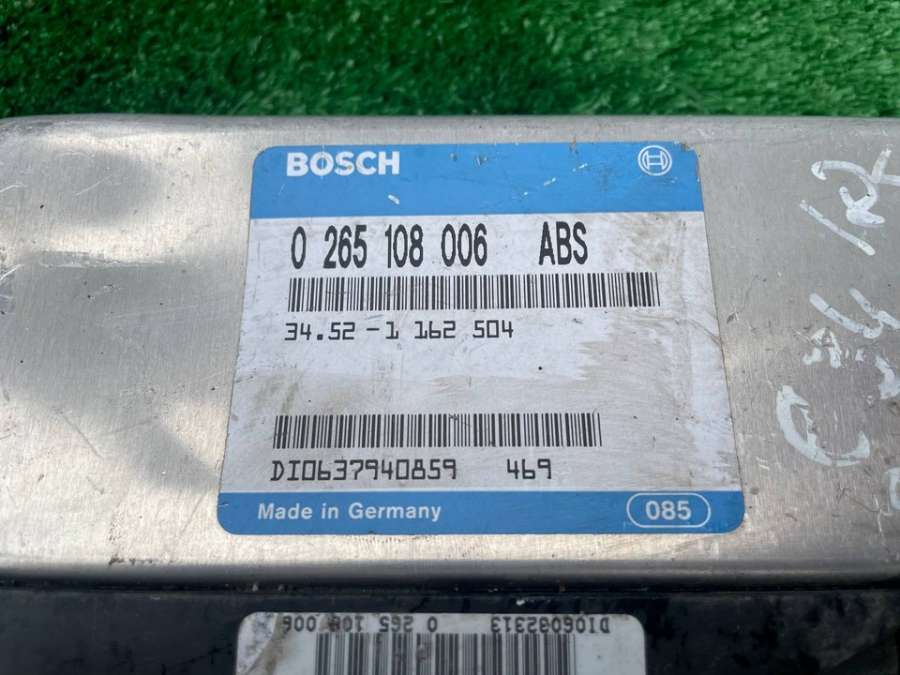 BOSCH
0 265 108 006 ABS
34.52 -1 162 504
DI0637940859 469
Made in Germany 085
DI06082313 0 265 108 006